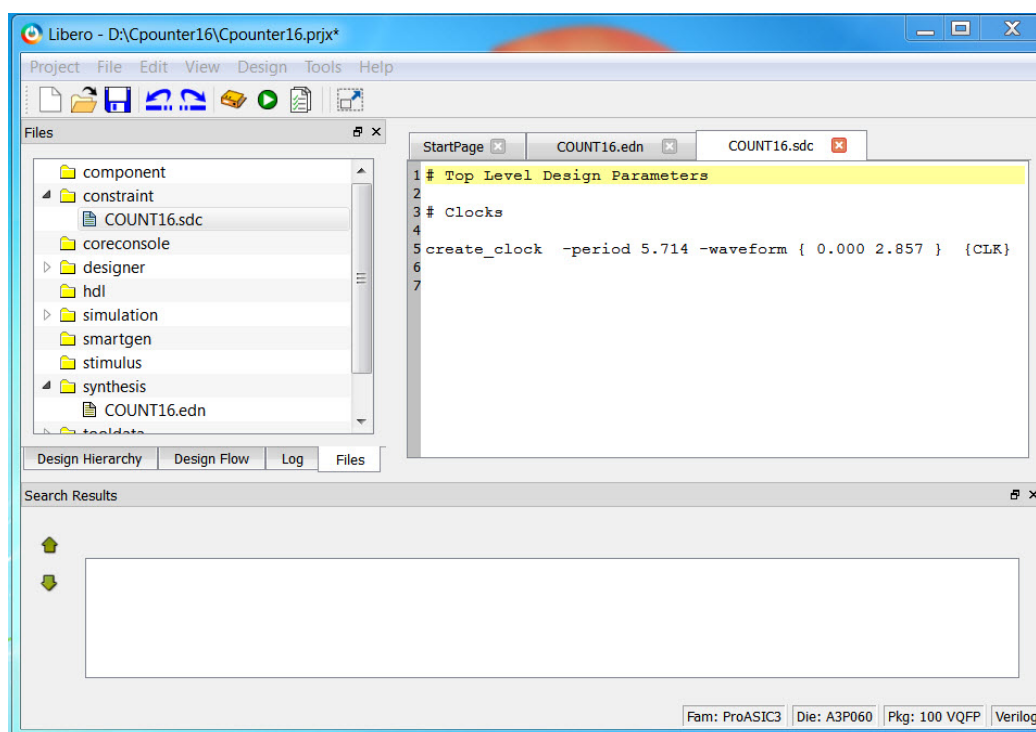 Libero - D:\Cpounter16\Cpounter16.prjx*
Project File Edit View Design Tools Help
Files
component
constraint
COUNT16.sdc
coreconsole
designer
hdl
simulation
smartgen
stimulus
synthesis
COUNT16.edn
tooldata
Design Hierarchy Design Flow Log Files
StartPage COUNT16.edn COUNT16.sdc
1 # Top Level Design Parameters
2
3 # Clocks
4
5 create_clock -period 5.714 -waveform { 0.000 2.857 } {CLK}
6
7
Search Results
Fam: ProASIC3 Die: A3P060 Pkg: 100 VQFP Verilog